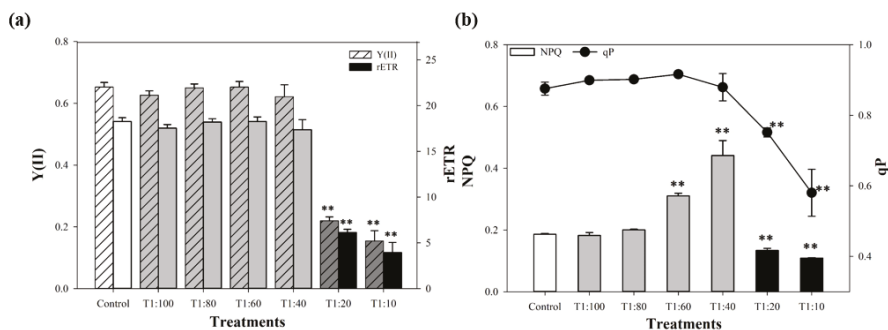 (a)
0.8
0.6
0.4
0.2
0.0
Y(II)
Y(II)
rETR
25
20
15
10
5
0
rETR
** ** ** **
Control T1:100 T1:80 T1:60 T1:40 T1:20 T1:10
Treatments
(b)
0.8
0.6
0.4
0.2
0.0
NPQ
NPQ qP
1.0
0.8
0.6
0.4
qP
** ** ** ** ** **
Control T1:100 T1:80 T1:60 T1:40 T1:20 T1:10
Treatments